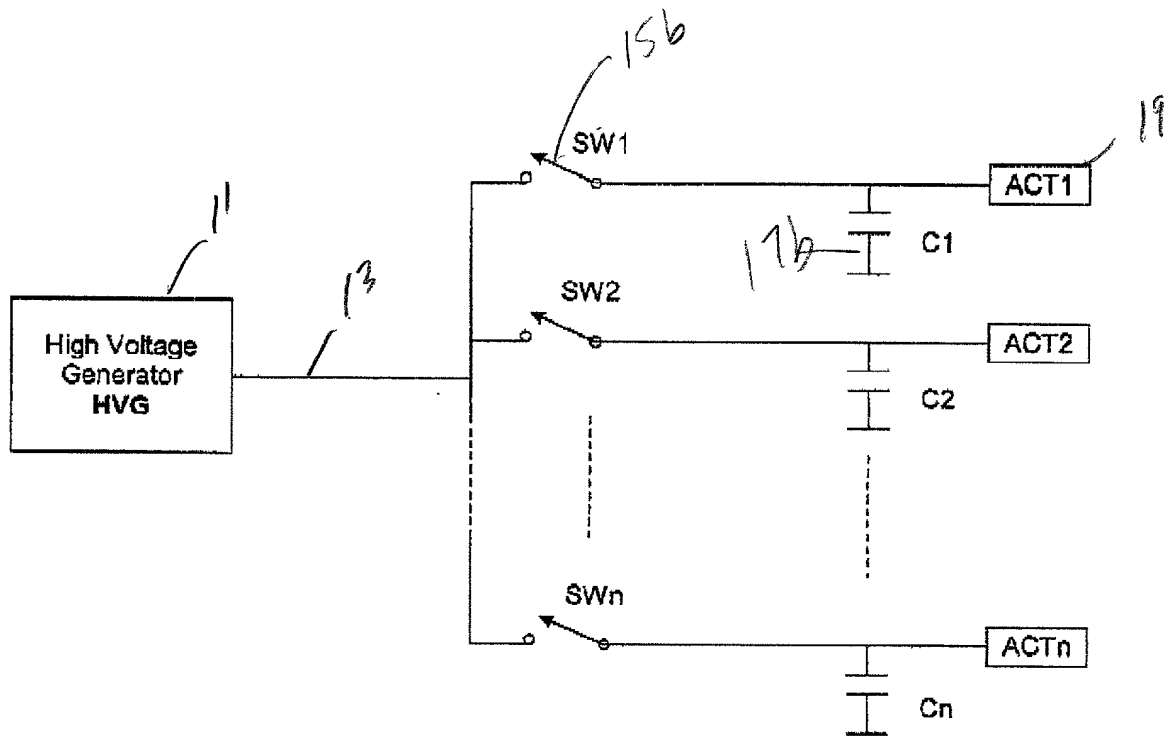 15b
SW1
19
ACT1
11
17b
C1
13
SW2
High Voltage
Generator
HVG
ACT2
C2
SWn
ACTn
Cn